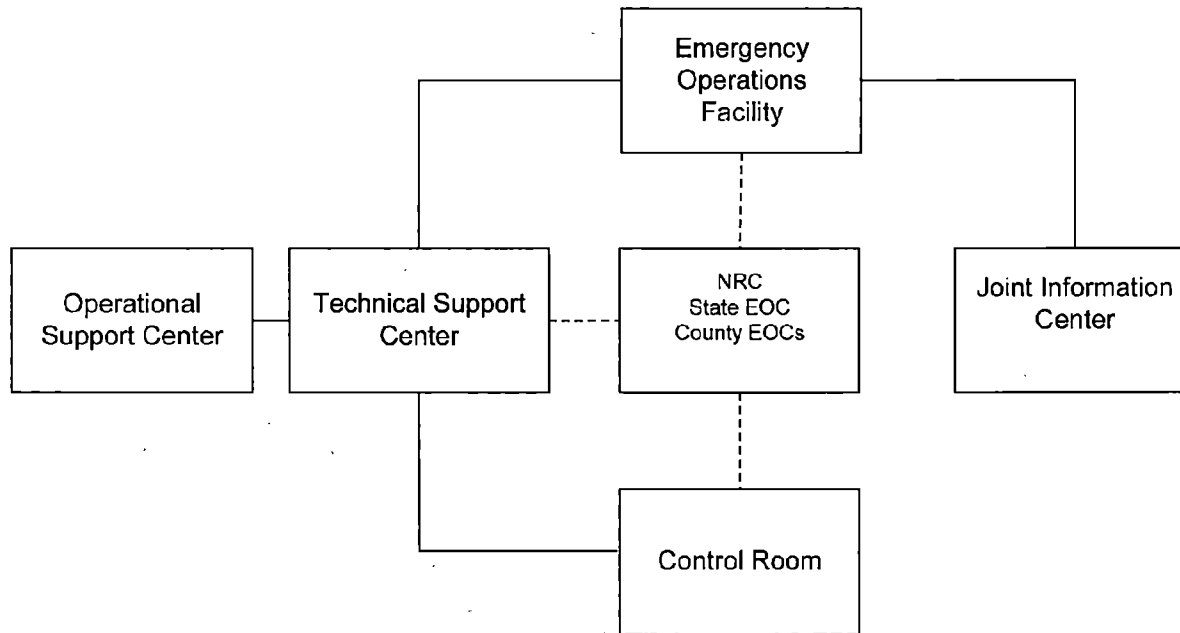 Emergency
Operations
Facility
Operational
Support Center
Technical Support
Center
NRC
State EOC
County EOCs
Joint Information
Center
Control Room